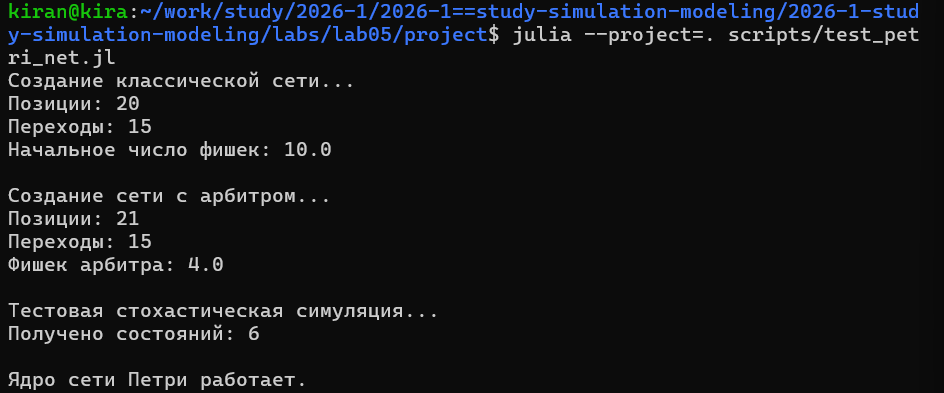 kiran@kira:~/work/study/2026-1/2026-1==study-simulation-modeling/2026-1-stud
y-simulation-modeling/labs/lab05/project$ julia --project=. scripts/test_pet
ri_net.jl
Создание классической сети...
Позиции: 20
Переходы: 15
Начальное число фишек: 10.0
Создание сети с арбитром...
Позиции: 21
Переходы: 15
Фишек арбитра: 4.0
Тестовая стохастическая симуляция...
Получено состояний: 6
Ядро сети Петри работает.